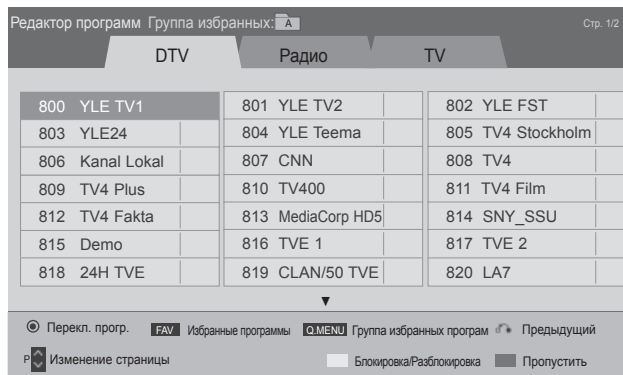 Редактор программ Группа избранных: A Стр. 1/2
DTV Радио TV
800 YLE TV1 801 YLE TV2 802 YLE FST
803 YLE24 804 YLE Teema 805 TV4 Stockholm
806 Kanal Lokal 807 CNN 808 TV4
809 TV4 Plus 810 TV400 811 TV4 Film
812 TV4 Fakta 813 MediaCorp HD5 814 SNY_SSU
815 Demo 816 TVE 1 817 TVE 2
818 24H TVE 819 CLAN/50 TVE 820 LA7
Перекл. прогр. FAV Избранные программы Q.MENU Группа избранных програм Предыдущий
P Изменение страницы Блокировка/Разблокировка Пропустить